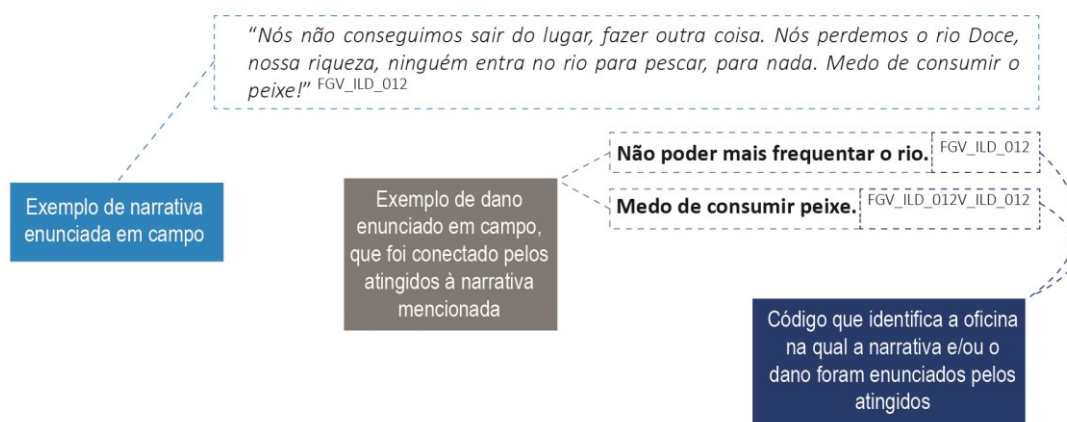 “Nós não conseguimos sair do lugar, fazer outra coisa. Nós perdemos o rio Doce,
nossa riqueza, ninguém entra no rio para pescar, para nada. Medo de consumir o
peixe!” FGV_ILD_012
Não poder mais frequentar o rio. FGV_ILD_012
Medo de consumir peixe. FGV_ILD_012V_ILD_012
Exemplo de narrativa
enunciada em campo
Exemplo de dano
enunciado em campo,
que foi conectado pelos
atingidos à narrativa
mencionada
Código que identifica a oficina
na qual a narrativa e/ou o
dano foram enunciados pelos
atingidos